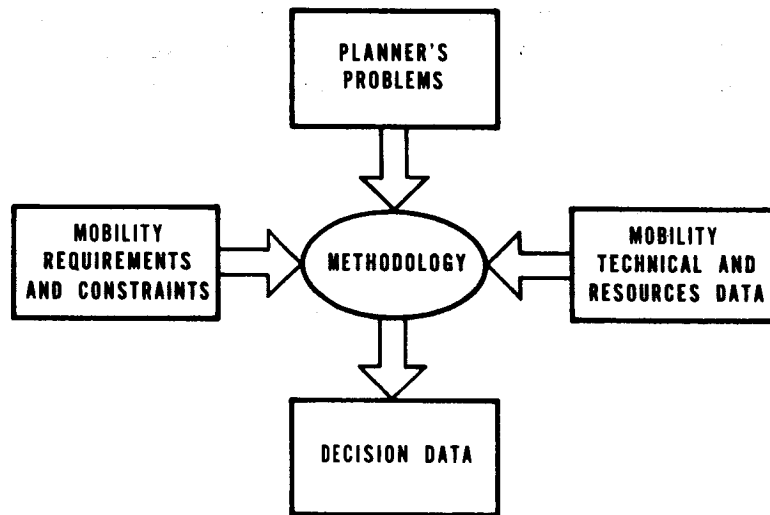 PLANNER'S
PROBLEMS
MOBILITY
REQUIREMENTS
AND CONSTRAINTS
METHODOLOGY
MOBILITY
TECHNICAL AND
RESOURCES DATA
DECISION DATA